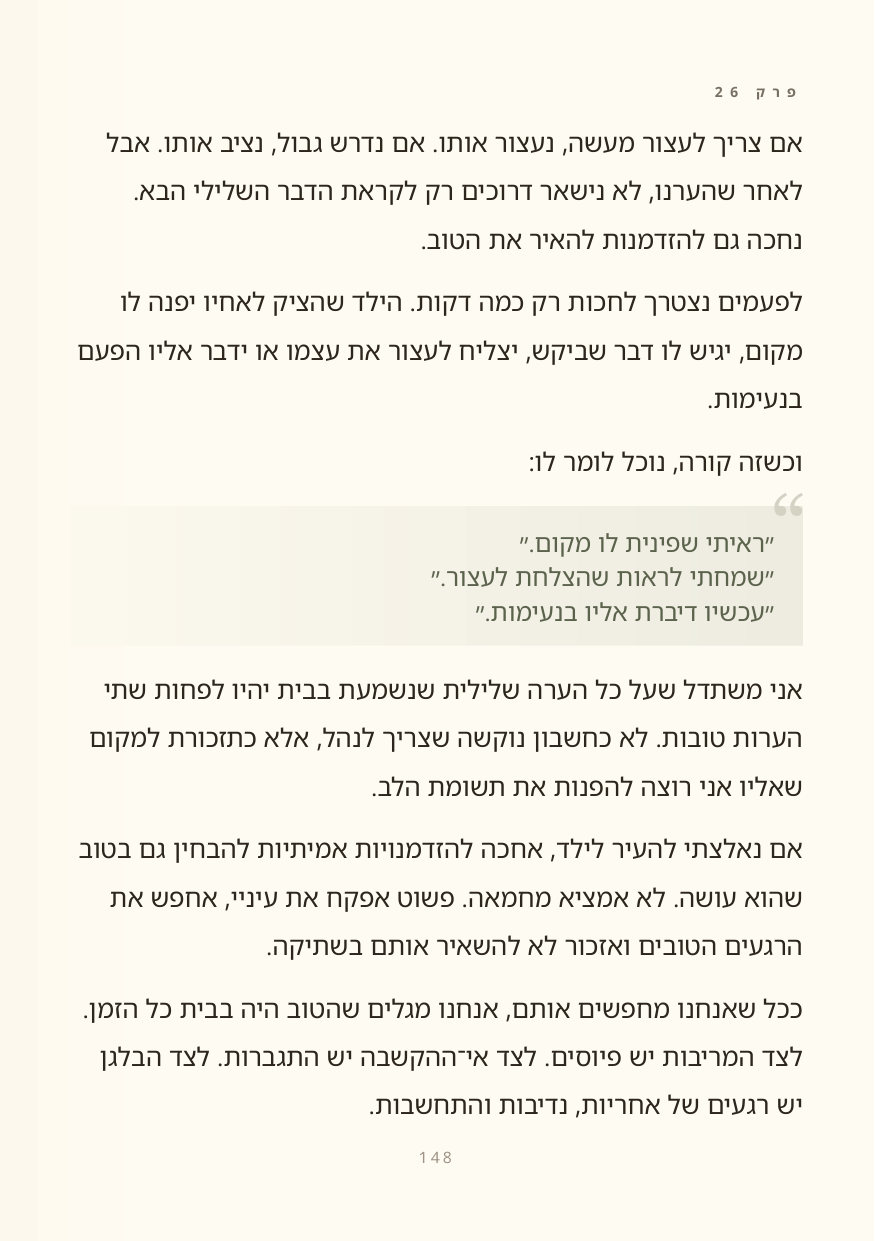 פרק 26
אם צריך לעצור מעשה, נעצור אותו. אם נדרש גבול, נציב אותו. אבל
לאחר שהערנו, לא נישאר דרוכים רק לקראת הדבר השלילי הבא.
נחכה גם להזדמנות להאיר את הטוב.
לפעמים נצטרך לחכות רק כמה דקות. הילד שהציק לאחיו יפנה לו
מקום, יגיש לו דבר שביקש, יצליח לעצור את עצמו או ידבר אליו הפעם
בנעימות.
וכשזה קורה, נוכל לומר לו:
“
״ראיתי שפינית לו מקום.״
״שמחתי לראות שהצלחת לעצור.״
״עכשיו דיברת אליו בנעימות.״
אני משתדל שעל כל הערה שלילית שנשמעת בבית יהיו לפחות שתי
הערות טובות. לא כחשבון נוקשה שצריך לנהל, אלא כתזכורת למקום
שאליו אני רוצה להפנות את תשומת הלב.
אם נאלצתי להעיר לילד, אחכה להזדמנויות אמיתיות להבחין גם בטוב
שהוא עושה. לא אמציא מחמאה. פשוט אפקח את עיניי, אחפש את
הרגעים הטובים ואזכור לא להשאיר אותם בשתיקה.
ככל שאנחנו מחפשים אותם, אנחנו מגלים שהטוב היה בבית כל הזמן.
לצד המריבות יש פיוסים. לצד אי־ההקשבה יש התגברות. לצד הבלגן
יש רגעים של אחריות, נדיבות והתחשבות.
148